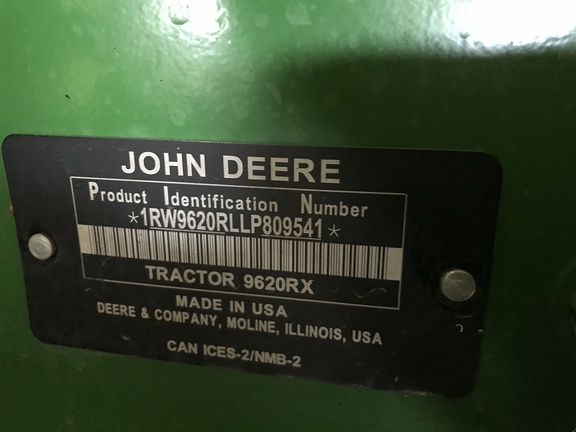 JOHN DEERE
Product Identification Number
*1RW9620RLLP809541*
TRACTOR 9620RX
MADE IN USA
DEERE & COMPANY, MOLINE, ILLINOIS, USA
CAN ICES-2/NMB-2